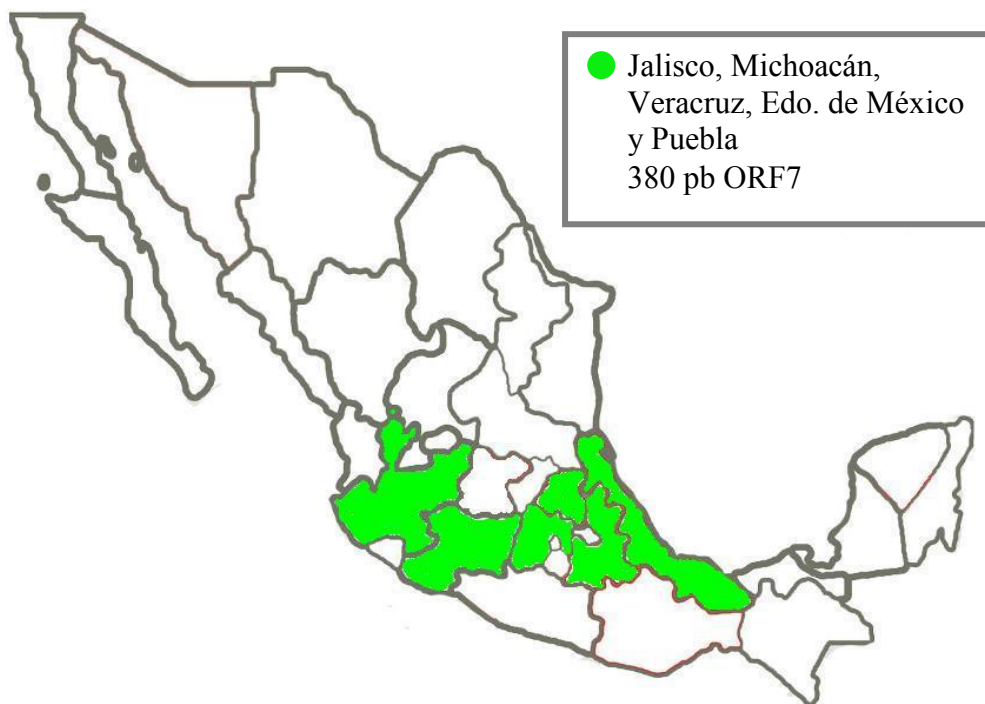 Jalisco, Michoacán,
Veracruz, Edo. de México
y Puebla
380 pb ORF7